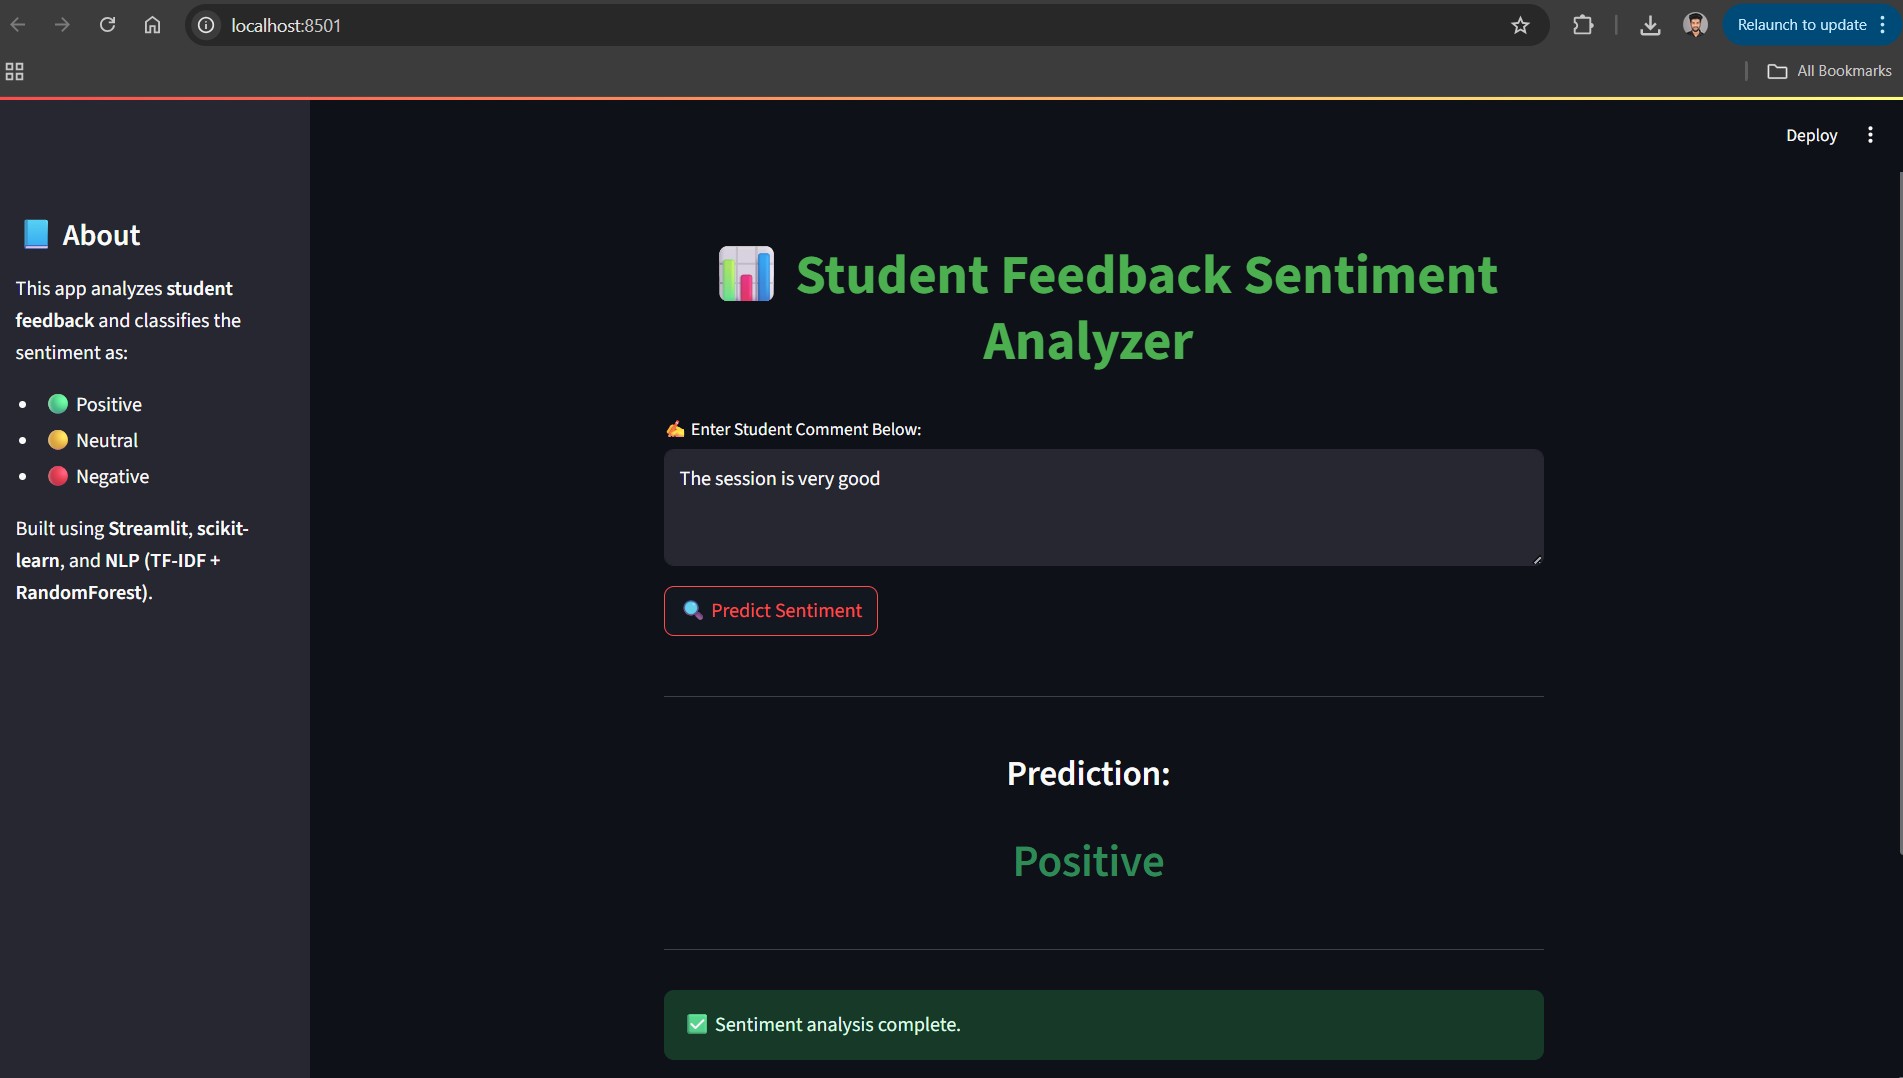 localhost:8501
Relaunch to update
All Bookmarks
Deploy
About
This app analyzes student
feedback and classifies the
sentiment as:
Positive
Neutral
Negative
Built using Streamlit, scikit-
learn, and NLP (TF-IDF +
RandomForest).
Student Feedback Sentiment
Analyzer
Enter Student Comment Below:
The session is very good
Predict Sentiment
Prediction:
Positive
Sentiment analysis complete.